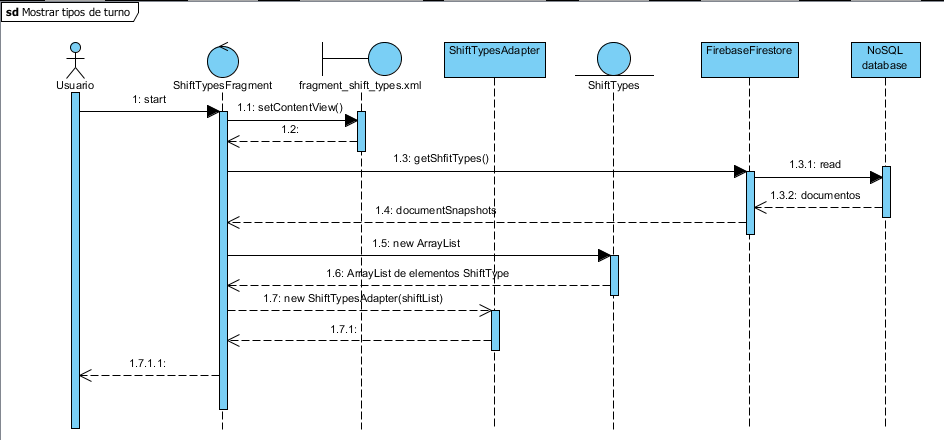 sd Mostrar tipos de turno
Usuario
ShiftTypesFragment
fragment_shift_types.xml
ShiftTypesAdapter
ShiftTypes
FirebaseFirestore
NoSQL
database
1: start
1.1: setContentView()
1.2:
1.3: getShfitTypes()
1.3.1: read
1.3.2: documentos
1.4: documentSnapshots
1.5: new ArrayList
1.6: ArrayList de elementos ShiftType
1.7: new ShiftTypesAdapter(shiftList)
1.7.1:
1.7.1.1: